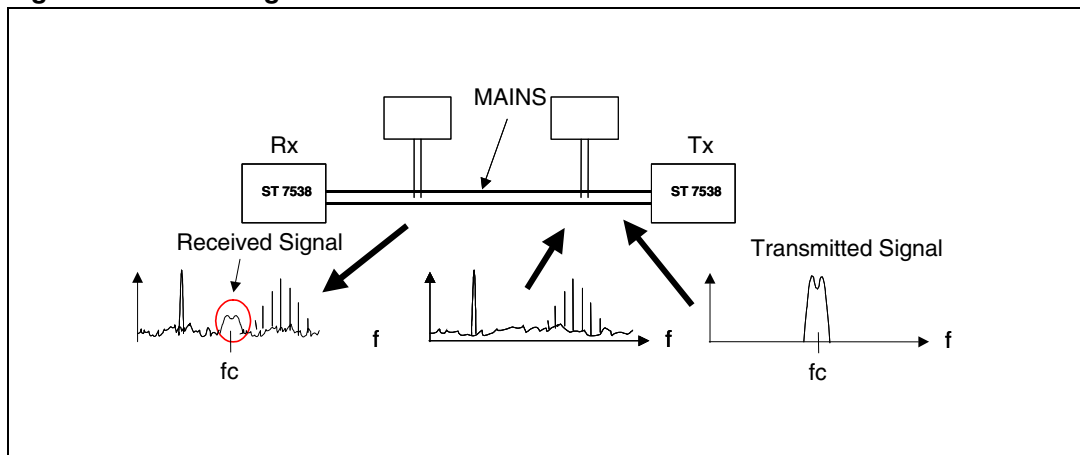 MAINS
Rx
Tx
ST 7538
ST 7538
Received Signal
Transmitted Signal
f
f
f
fc
fc